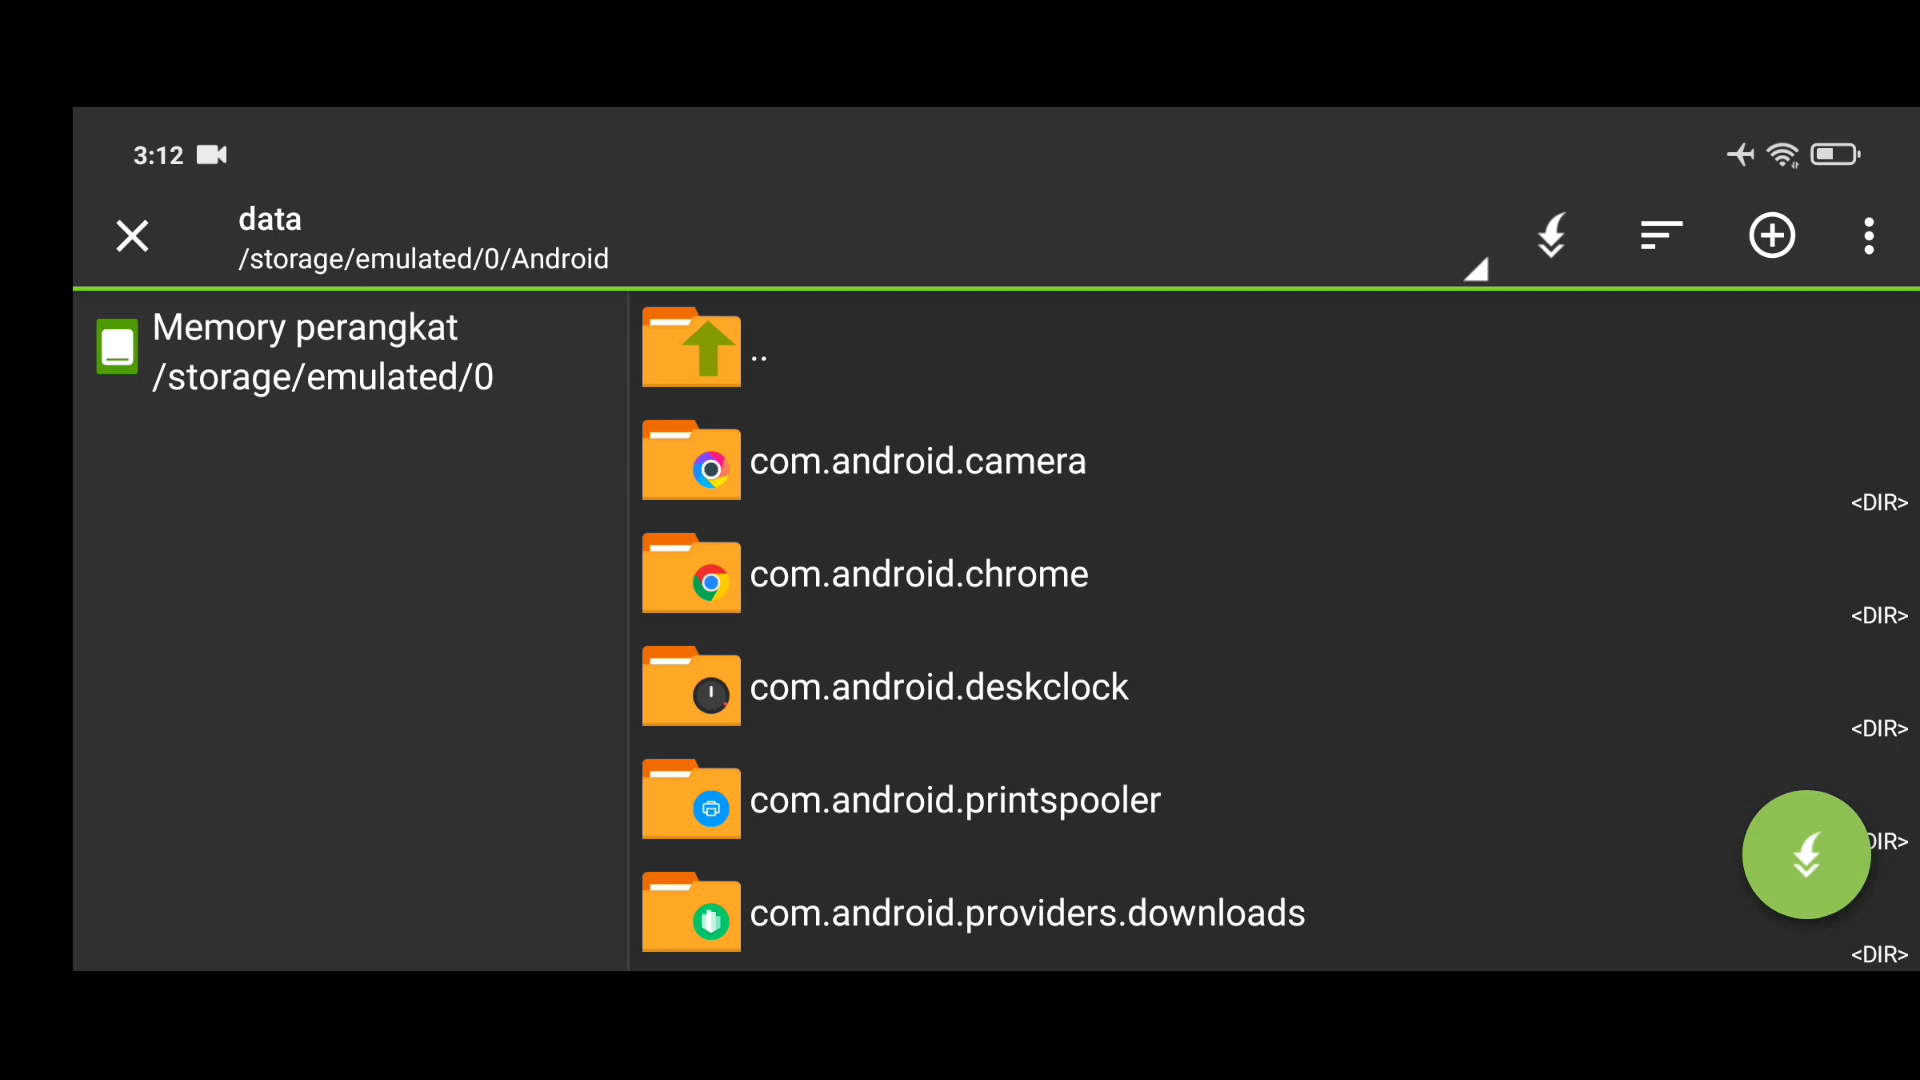 3:12
data
/storage/emulated/0/Android
Memory perangkat
/storage/emulated/0
..
com.android.camera
<DIR>
com.android.chrome
<DIR>
com.android.deskclock
<DIR>
com.android.printspooler
DIR>
com.android.providers.downloads
<DIR>